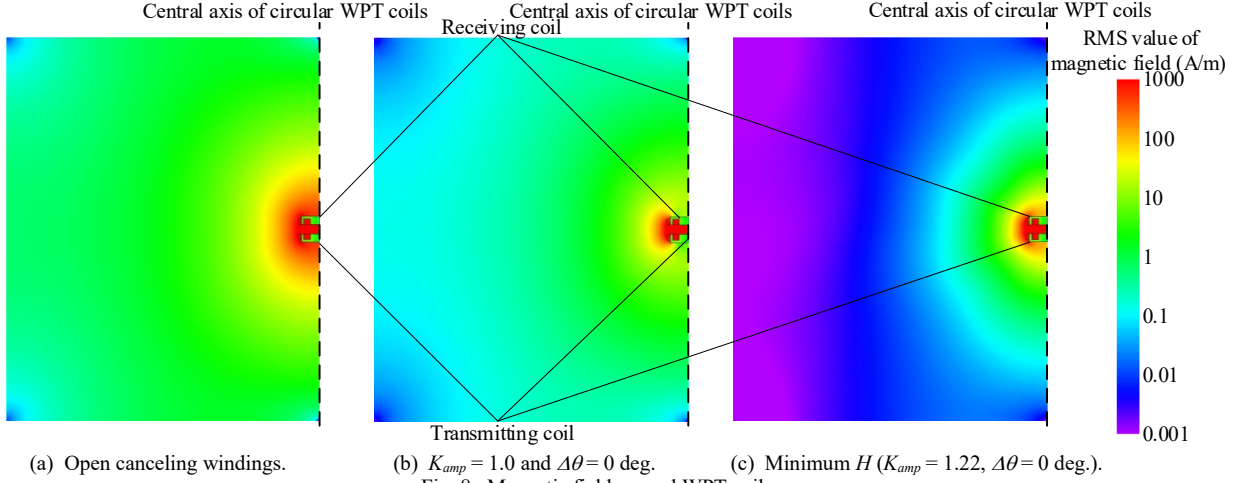 Central axis of circular WPT coils
Central axis of circular WPT coils
Central axis of circular WPT coils
Receiving coil
RMS value of
magnetic field (A/m)
1000
100
10
1
0.1
0.01
0.001
Transmitting coil
(a) Open canceling windings.
(b) K_amp = 1.0 and Δθ = 0 deg.
(c) Minimum H (K_amp = 1.22, Δθ = 0 deg.).